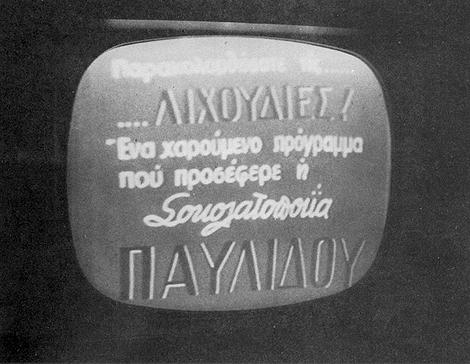 Παρακολουθήσατε τις......
....ΛΙΧΟΥΔΙΕΣ!
Ένα χαρούμενο πρόγραμμα
πού προσέφερε ή
Σοκολατοποιΐα
ΠΑΥΛΙΔΟΥ